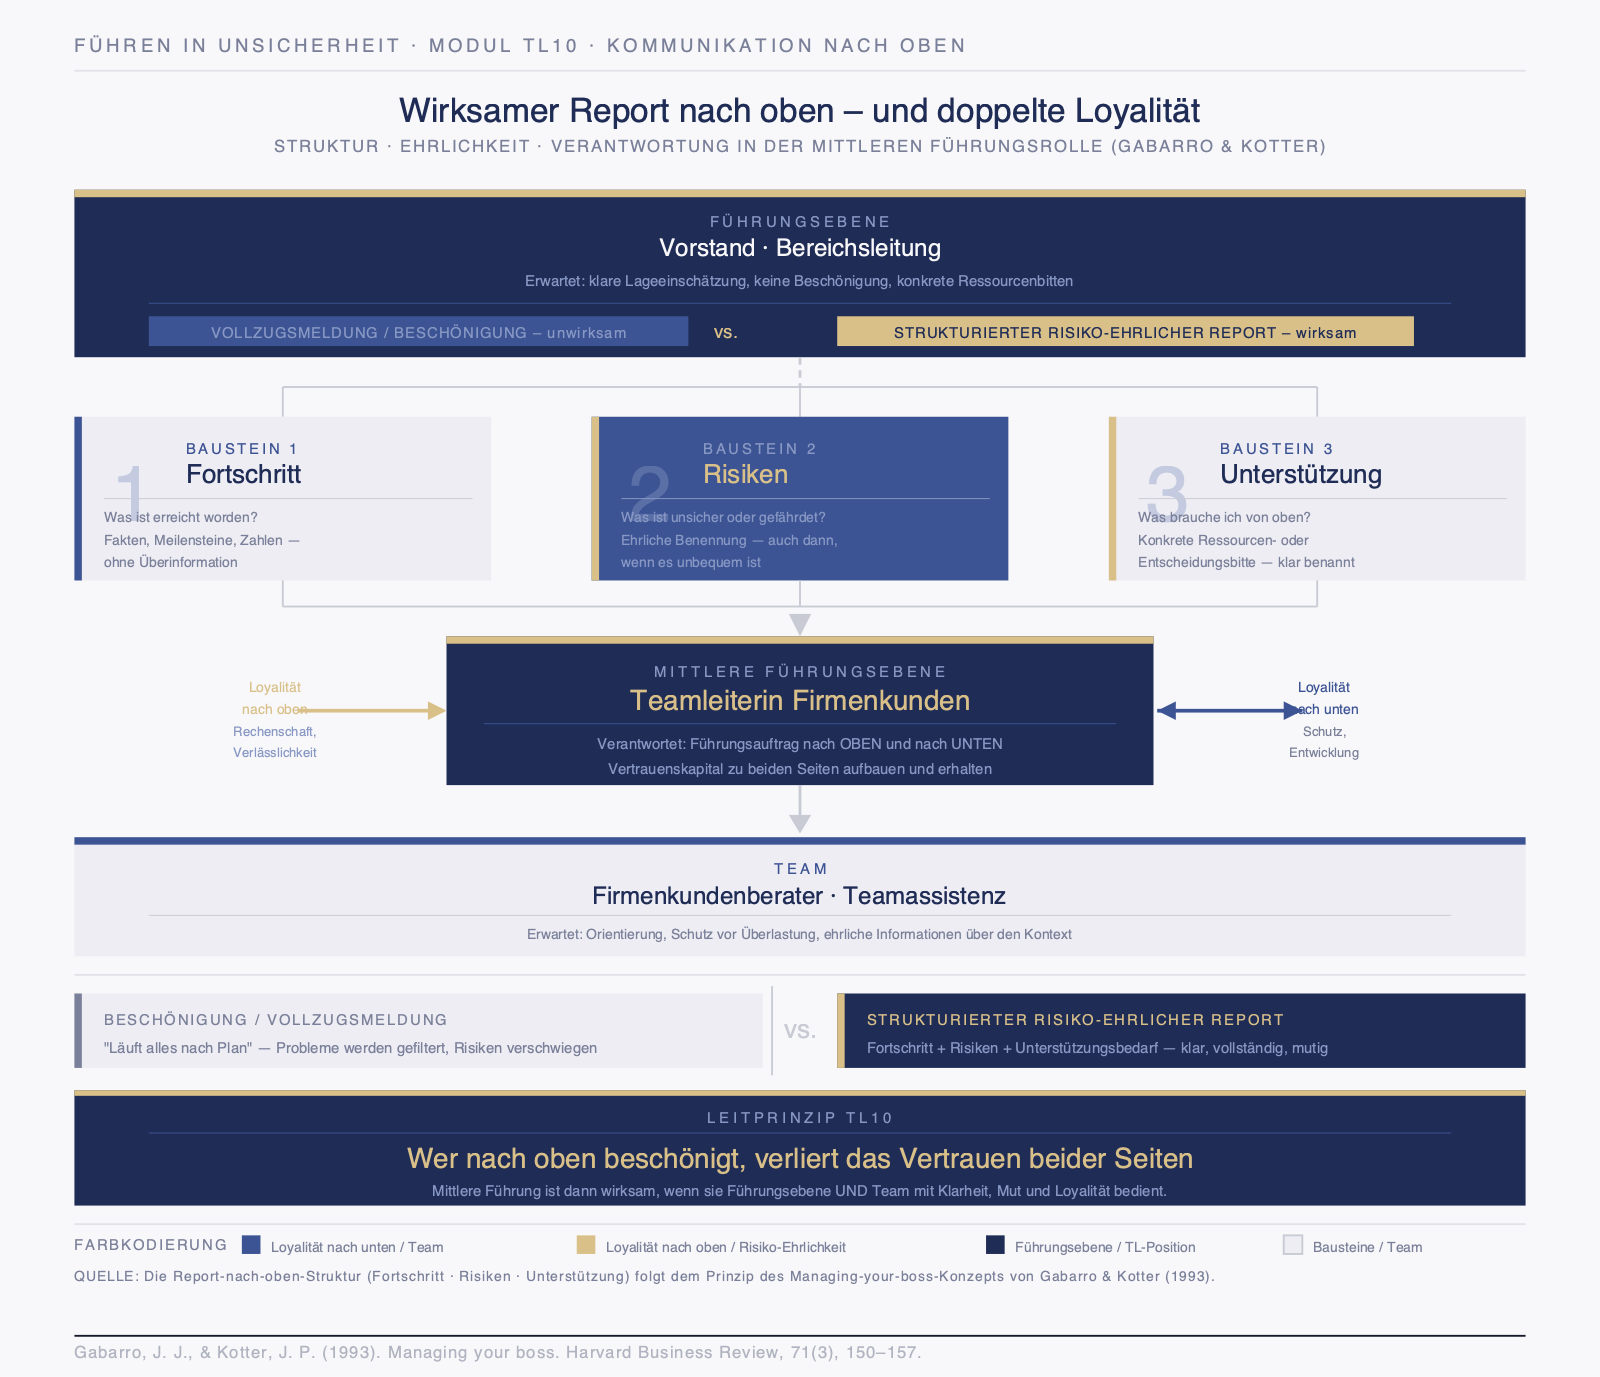 FÜHREN IN UNSICHERHEIT · MODUL TL10 · KOMMUNIKATION NACH OBEN
Wirksamer Report nach oben – und doppelte Loyalität
STRUKTUR · EHRLICHKEIT · VERANTWORTUNG IN DER MITTLEREN FÜHRUNGSROLLE (GABARRO & KOTTER)
FÜHRUNGSEBENE
Vorstand · Bereichsleitung
Erwartet: klare Lageeinschätzung, keine Beschönigung, konkrete Ressourcenbitten
VOLLZUGSMELDUNG / BESCHÖNIGUNG – unwirksam
VS.
STRUKTURIERTER RISIKO-EHRLICHER REPORT – wirksam
1
BAUSTEIN 1
Fortschritt
Was ist erreicht worden?
Fakten, Meilensteine, Zahlen —
ohne Überinformation
2
BAUSTEIN 2
Risiken
Was ist unsicher oder gefährdet?
Ehrliche Benennung — auch dann,
wenn es unbequem ist
3
BAUSTEIN 3
Unterstützung
Was brauche ich von oben?
Konkrete Ressourcen- oder
Entscheidungsbitte — klar benannt
Loyalität
nach oben
Rechenschaft,
Verlässlichkeit
MITTLERE FÜHRUNGSEBENE
Teamleiterin Firmenkunden
Verantwortet: Führungsauftrag nach OBEN und nach UNTEN
Vertrauenskapital zu beiden Seiten aufbauen und erhalten
Loyalität
nach unten
Schutz,
Entwicklung
TEAM
Firmenkundenberater · Teamassistenz
Erwartet: Orientierung, Schutz vor Überlastung, ehrliche Informationen über den Kontext
BESCHÖNIGUNG / VOLLZUGSMELDUNG
"Läuft alles nach Plan" — Probleme werden gefiltert, Risiken verschwiegen
VS.
STRUKTURIERTER RISIKO-EHRLICHER REPORT
Fortschritt + Risiken + Unterstützungsbedarf — klar, vollständig, mutig
LEITPRINZIP TL10
Wer nach oben beschönigt, verliert das Vertrauen beider Seiten
Mittlere Führung ist dann wirksam, wenn sie Führungsebene UND Team mit Klarheit, Mut und Loyalität bedient.
FARBKODIERUNG
Loyalität nach unten / Team
Loyalität nach oben / Risiko-Ehrlichkeit
Führungsebene / TL-Position
Bausteine / Team
QUELLE: Die Report-nach-oben-Struktur (Fortschritt · Risiken · Unterstützung) folgt dem Prinzip des Managing-your-boss-Konzepts von Gabarro & Kotter (1993).
Gabarro, J. J., & Kotter, J. P. (1993). Managing your boss. Harvard Business Review, 71(3), 150–157.